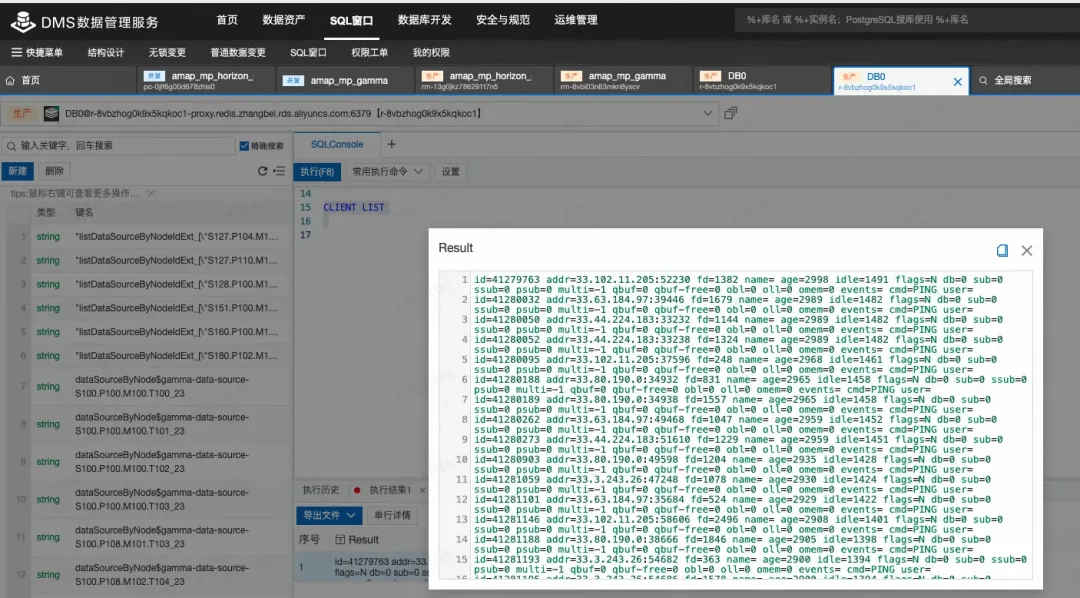 DMS数据管理服务
首页 数据资产 SQL窗口 数据库开发 安全与规范 运维管理
%+库名 或 %+实例名; PostgreSQL搜库使用 %+库名
快捷菜单 结构设计 无锁变更 普通数据变更 SQL窗口 权限工单 我的权限
首页
开发 amap_mp_horizon_
pc-0jlf6g00d678zhis0
开发 amap_mp_gamma
生产 amap_mp_horizon_
生产 amap_mp_gamma
生产 DB0
r-8vbzhog0k9x5kqkoc1
生产 DB0
r-8vbzhog0k9x5kqkoc1
全局搜索
生产 DB0@r-8vbzhog0k9x5kqkoc1-proxy.redis.zhangbei.rds.aliyuncs.com:6379【r-8vbzhog0k9x5kqkoc1】
输入关键字, 回车搜索 精确搜索
新建 删除
tips:鼠标右键可查看更多操作...
类型 键名
1 string "listDataSourceByNodeIdExt_[\"S127.P104.M1...
2 string "listDataSourceByNodeIdExt_[\"S127.P110.M1...
3 string "listDataSourceByNodeIdExt_[\"S128.P100.M1...
4 string "listDataSourceByNodeIdExt_[\"S151.P100.M1...
5 string "listDataSourceByNodeIdExt_[\"S160.P100.M1...
6 string "listDataSourceByNodeIdExt_[\"S180.P102.M1...
7 string dataSourceByNode$gamma-data-source-
S100.P100.M100.T100_23
8 string dataSourceByNode$gamma-data-source-
S100.P100.M100.T101_23
9 string dataSourceByNode$gamma-data-source-
S100.P100.M100.T102_23
10 string dataSourceByNode$gamma-data-source-
S100.P100.M100.T103_23
11 string dataSourceByNode$gamma-data-source-
S100.P108.M101.T103_23
12 string dataSourceByNode$gamma-data-source-
S100.P108.M102.T104_23
SQLConsole
执行(F8) 常用执行命令 设置
14
15 CLIENT LIST
16
17
执行历史 执行结果1
导出文件 单行详情
序号 Result
1 id=41279763 addr=33.
flags=N db=0 sub=0 ss
Result
1 id=41279763 addr=33.102.11.205:52230 fd=1382 name= age=2998 idle=1491 flags=N db=0 sub=0
ssub=0 psub=0 multi=-1 qbuf=0 qbuf-free=0 obl=0 oll=0 omem=0 events= cmd=PING user=
2 id=41280032 addr=33.63.184.97:39446 fd=1679 name= age=2989 idle=1482 flags=N db=0 sub=0
ssub=0 psub=0 multi=-1 qbuf=0 qbuf-free=0 obl=0 oll=0 omem=0 events= cmd=PING user=
3 id=41280050 addr=33.44.224.183:33232 fd=1144 name= age=2989 idle=1482 flags=N db=0 sub=0
ssub=0 psub=0 multi=-1 qbuf=0 qbuf-free=0 obl=0 oll=0 omem=0 events= cmd=PING user=
4 id=41280052 addr=33.44.224.183:33238 fd=1324 name= age=2989 idle=1482 flags=N db=0 sub=0
ssub=0 psub=0 multi=-1 qbuf=0 qbuf-free=0 obl=0 oll=0 omem=0 events= cmd=PING user=
5 id=41280095 addr=33.102.11.205:37596 fd=248 name= age=2968 idle=1461 flags=N db=0 sub=0
ssub=0 psub=0 multi=-1 qbuf=0 qbuf-free=0 obl=0 oll=0 omem=0 events= cmd=PING user=
6 id=41280188 addr=33.80.190.0:34932 fd=831 name= age=2965 idle=1458 flags=N db=0 sub=0 ssub=0
psub=0 multi=-1 qbuf=0 qbuf-free=0 obl=0 oll=0 omem=0 events= cmd=PING user=
7 id=41280189 addr=33.80.190.0:34938 fd=1557 name= age=2965 idle=1458 flags=N db=0 sub=0
ssub=0 psub=0 multi=-1 qbuf=0 qbuf-free=0 obl=0 oll=0 omem=0 events= cmd=PING user=
8 id=41280262 addr=33.63.184.97:49468 fd=1047 name= age=2959 idle=1452 flags=N db=0 sub=0
ssub=0 psub=0 multi=-1 qbuf=0 qbuf-free=0 obl=0 oll=0 omem=0 events= cmd=PING user=
9 id=41280273 addr=33.44.224.183:51610 fd=1229 name= age=2959 idle=1451 flags=N db=0 sub=0
ssub=0 psub=0 multi=-1 qbuf=0 qbuf-free=0 obl=0 oll=0 omem=0 events= cmd=PING user=
10 id=41280903 addr=33.80.190.0:49598 fd=1204 name= age=2935 idle=1428 flags=N db=0 sub=0
ssub=0 psub=0 multi=-1 qbuf=0 qbuf-free=0 obl=0 oll=0 omem=0 events= cmd=PING user=
11 id=41281059 addr=33.3.243.26:47248 fd=1078 name= age=2930 idle=1424 flags=N db=0 sub=0
ssub=0 psub=0 multi=-1 qbuf=0 qbuf-free=0 obl=0 oll=0 omem=0 events= cmd=PING user=
12 id=41281101 addr=33.63.184.97:35684 fd=524 name= age=2929 idle=1422 flags=N db=0 sub=0
ssub=0 psub=0 multi=-1 qbuf=0 qbuf-free=0 obl=0 oll=0 omem=0 events= cmd=PING user=
13 id=41281146 addr=33.102.11.205:58606 fd=2496 name= age=2908 idle=1401 flags=N db=0 sub=0
ssub=0 psub=0 multi=-1 qbuf=0 qbuf-free=0 obl=0 oll=0 omem=0 events= cmd=PING user=
14 id=41281188 addr=33.80.190.0:38666 fd=1846 name= age=2905 idle=1398 flags=N db=0 sub=0
ssub=0 psub=0 multi=-1 qbuf=0 qbuf-free=0 obl=0 oll=0 omem=0 events= cmd=PING user=
15 id=41281193 addr=33.3.243.26:54682 fd=363 name= age=2900 idle=1394 flags=N db=0 sub=0 ssub=0
psub=0 multi=-1 qbuf=0 qbuf-free=0 obl=0 oll=0 omem=0 events= cmd=PING user=